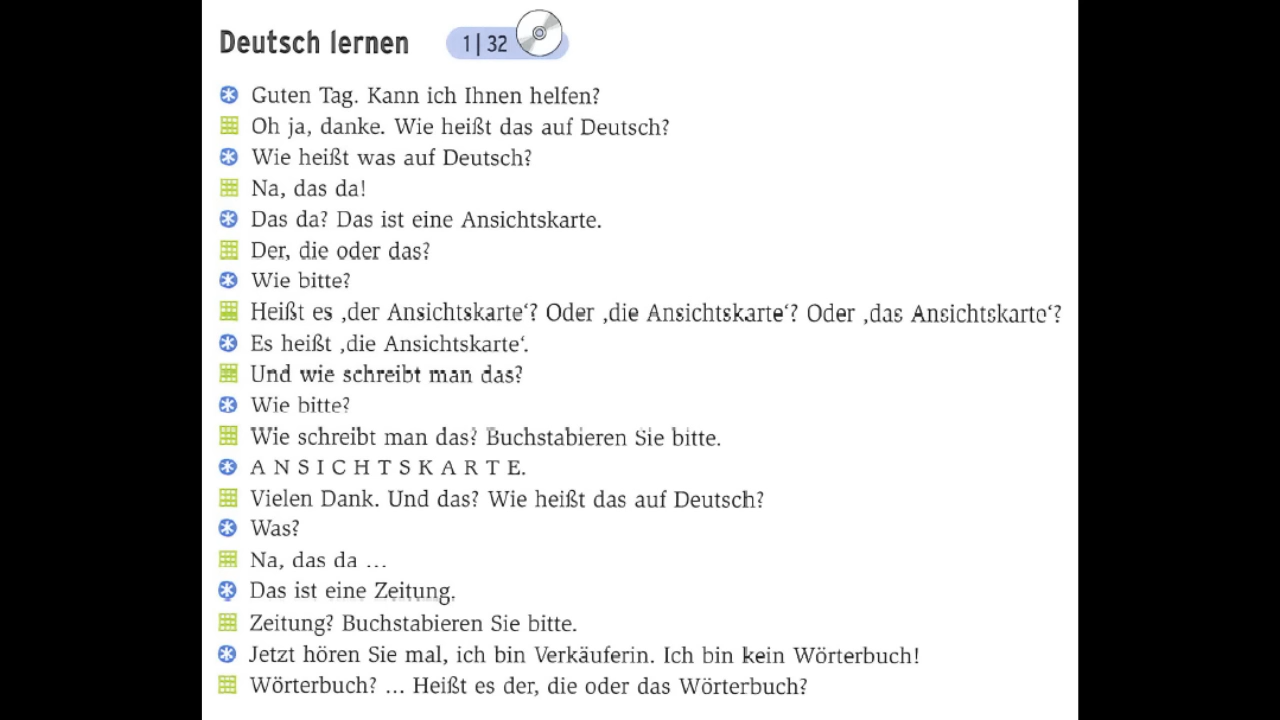 Deutsch lernen 1|32
Guten Tag. Kann ich Ihnen helfen?
Oh ja, danke. Wie heißt das auf Deutsch?
Wie heißt was auf Deutsch?
Na, das da!
Das da? Das ist eine Ansichtskarte.
Der, die oder das?
Wie bitte?
Heißt es ‚der Ansichtskarte‘? Oder ‚die Ansichtskarte‘? Oder ‚das Ansichtskarte‘?
Es heißt ‚die Ansichtskarte‘.
Und wie schreibt man das?
Wie bitte?
Wie schreibt man das? Buchstabieren Sie bitte.
A N S I C H T S K A R T E.
Vielen Dank. Und das? Wie heißt das auf Deutsch?
Was?
Na, das da ...
Das ist eine Zeitung.
Zeitung? Buchstabieren Sie bitte.
Jetzt hören Sie mal, ich bin Verkäuferin. Ich bin kein Wörterbuch!
Wörterbuch? ... Heißt es der, die oder das Wörterbuch?